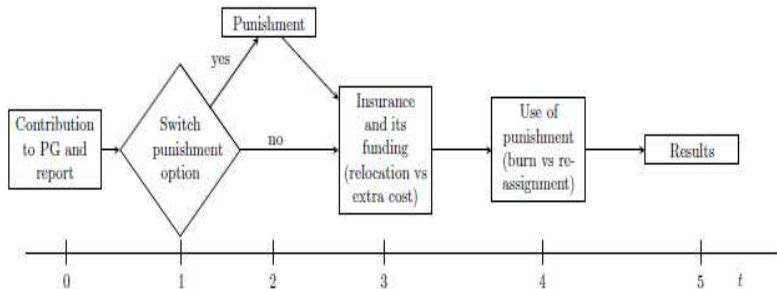 Punishment
yes
Contribution
to PG and
report
Switch
punishment
option
no
Insurance
and its
funding
(relocation vs
extra cost)
Use of
punishment
(burn vs re-
assignment)
Results
0 1 2 3 4 5 t